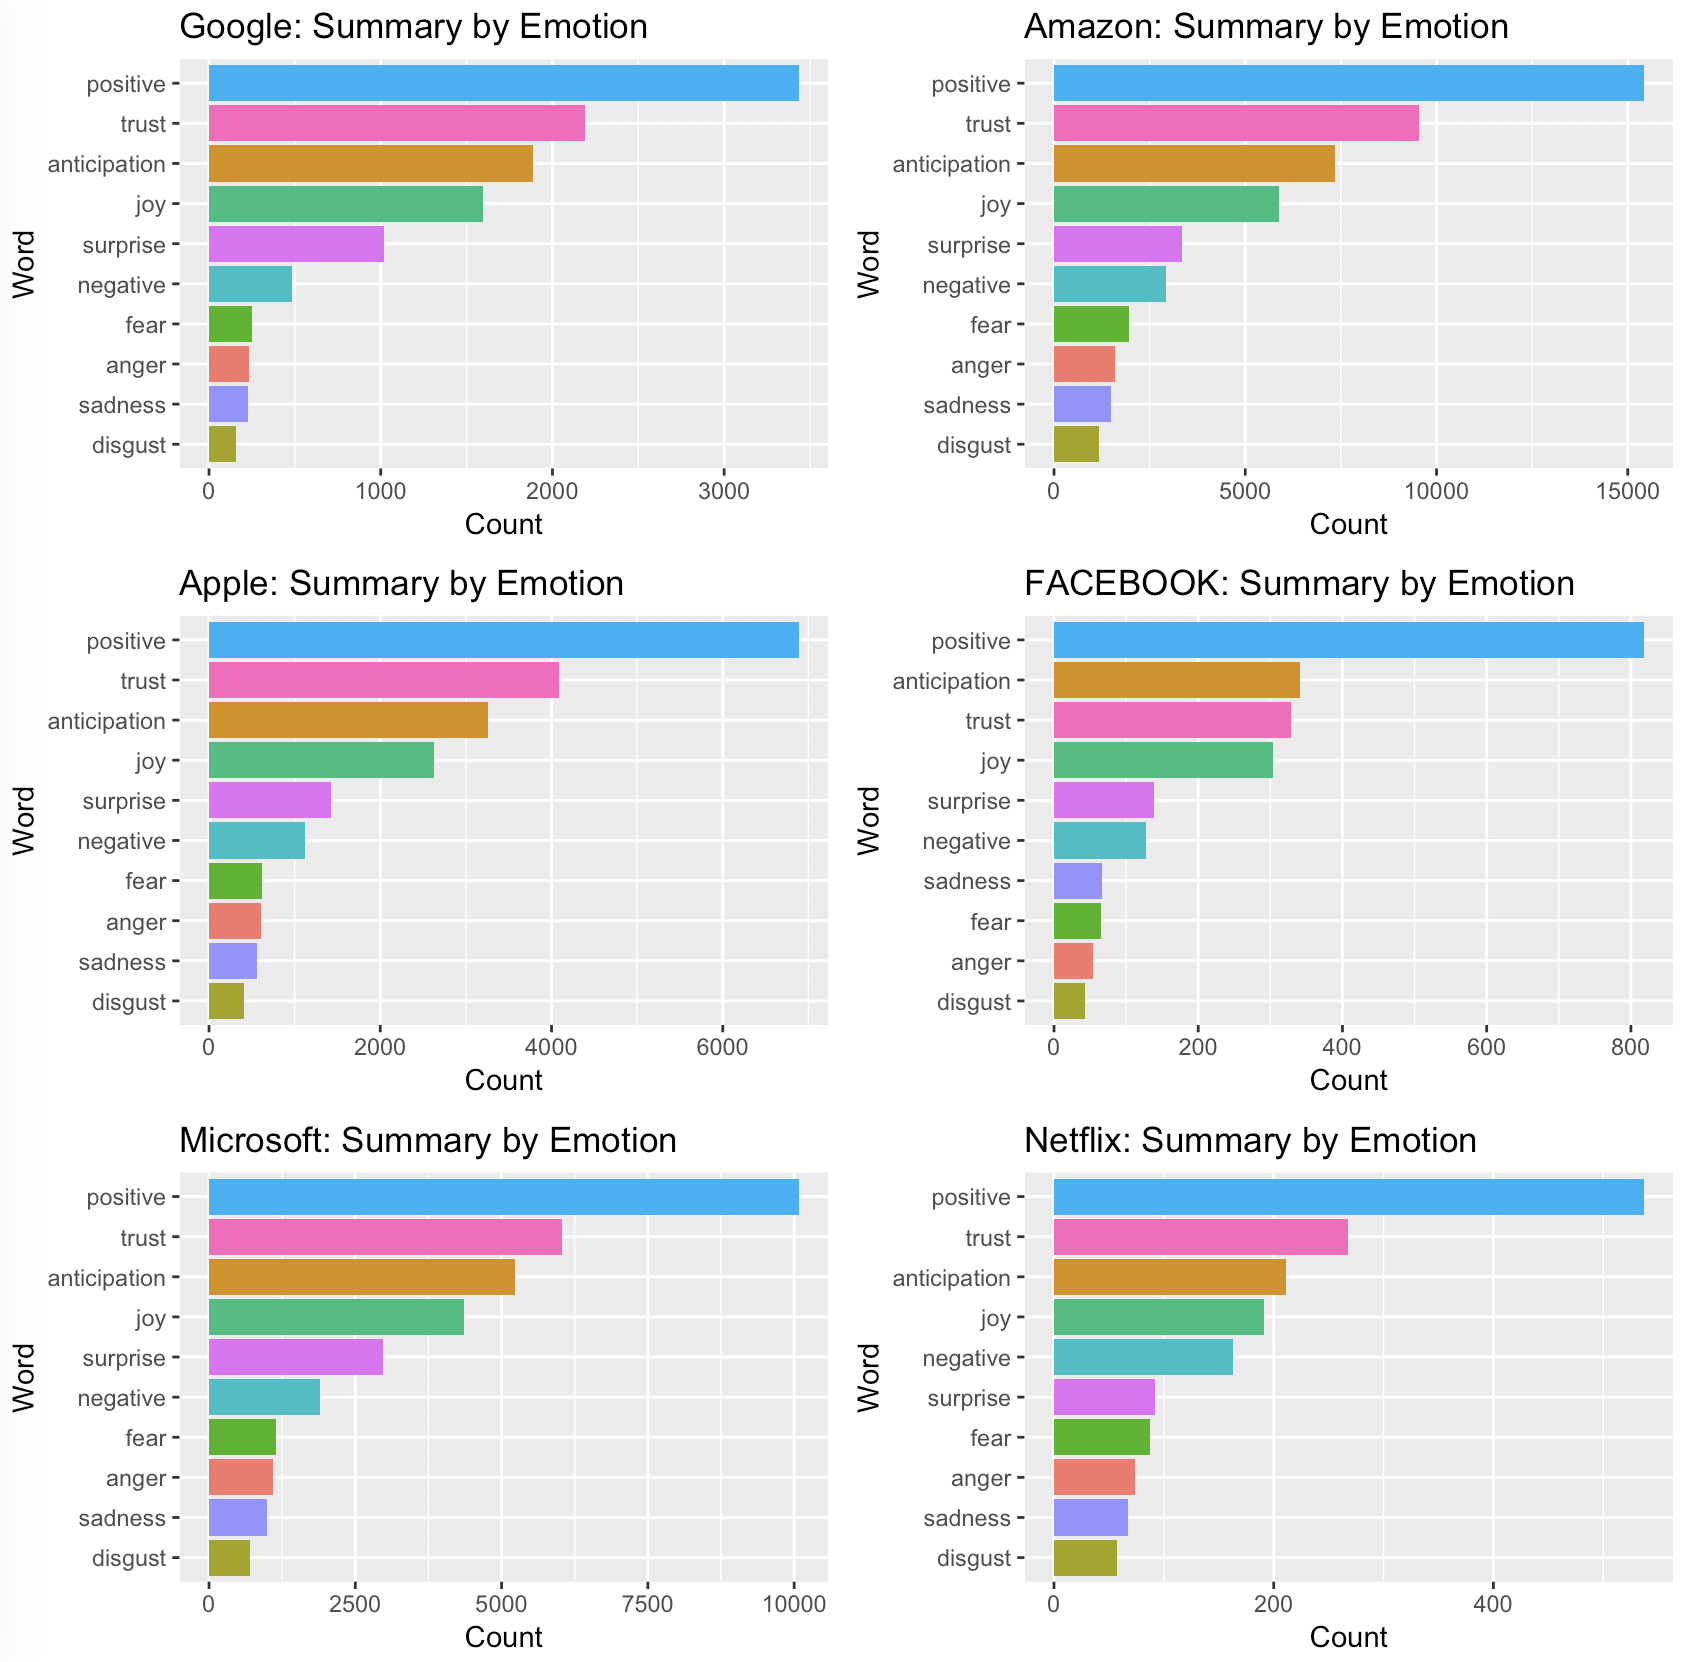 Google: Summary by Emotion
positive
trust
anticipation
joy
surprise
negative
fear
anger
sadness
disgust
Word
0 1000 2000 3000
Count
Amazon: Summary by Emotion
positive
trust
anticipation
joy
surprise
negative
fear
anger
sadness
disgust
Word
0 5000 10000 15000
Count
Apple: Summary by Emotion
positive
trust
anticipation
joy
surprise
negative
fear
anger
sadness
disgust
Word
0 2000 4000 6000
Count
FACEBOOK: Summary by Emotion
positive
anticipation
trust
joy
surprise
negative
sadness
fear
anger
disgust
Word
0 200 400 600 800
Count
Microsoft: Summary by Emotion
positive
trust
anticipation
joy
surprise
negative
fear
anger
sadness
disgust
Word
0 2500 5000 7500 10000
Count
Netflix: Summary by Emotion
positive
trust
anticipation
joy
negative
surprise
fear
anger
sadness
disgust
Word
0 200 400
Count